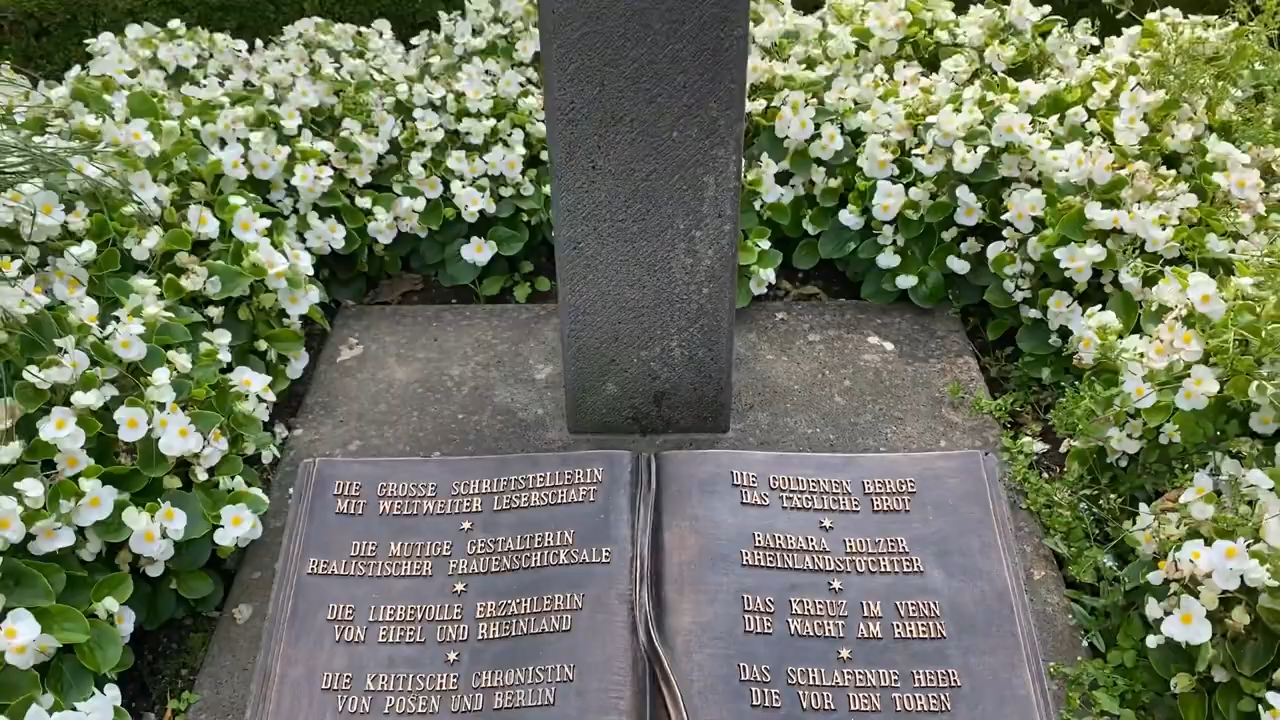 DIE GROSSE SCHRIFTSTELLERIN
MIT WELTWEITER LESERSCHAFT
DIE MUTIGE GESTALTERIN
REALISTISCHER FRAUENSCHICKSALE
DIE LIEBEVOLLE ERZÄHLERIN
VON EIFEL UND RHEINLAND
DIE KRITISCHE CHRONISTIN
VON POSEN UND BERLIN
DIE GOLDENEN BERGE
DAS TÄGLICHE BROT
BARBARA HOLZER
RHEINLANDSTÖCHTER
DAS KREUZ IM VENN
DIE WACHT AM RHEIN
DAS SCHLAFENDE HEER
DIE VOR DEN TOREN